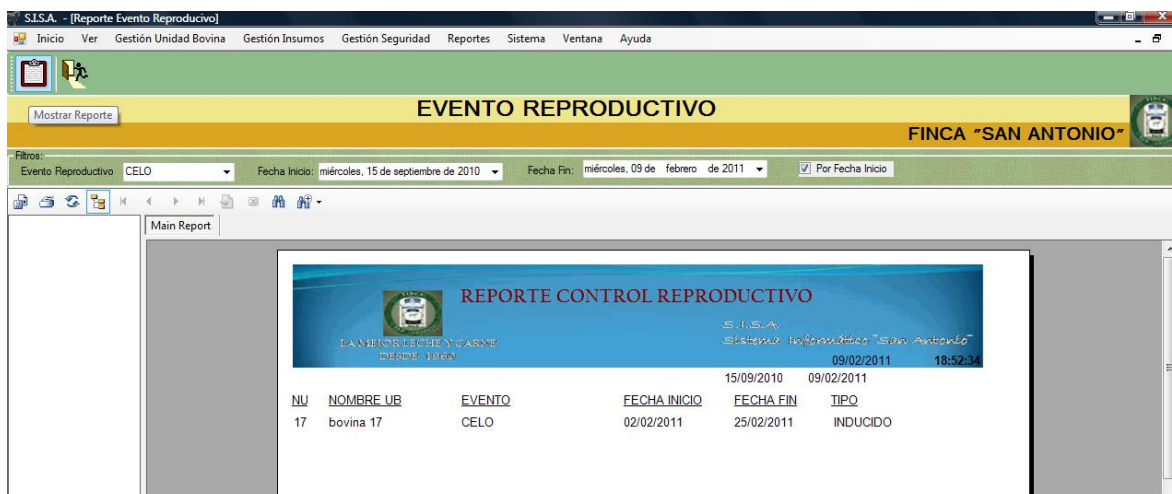 S.I.S.A. - [Reporte Evento Reproducivo]
Inicio Ver Gestión Unidad Bovina Gestión Insumos Gestión Seguridad Reportes Sistema Ventana Ayuda
Mostrar Reporte
EVENTO REPRODUCTIVO
FINCA "SAN ANTONIO"
Filtros:
Evento Reproductivo CELO Fecha Inicio: miércoles, 15 de septiembre de 2010 Fecha Fin: miércoles, 09 de febrero de 2011 Por Fecha Inicio
Main Report
REPORTE CONTROL REPRODUCTIVO
S.I.S.A
LA MEJOR LECHE Y CARNE
Sistema Informático "San Antonio"
DESDE 1960
09/02/2011 18:52:34
15/09/2010 09/02/2011
NU NOMBRE UB EVENTO FECHA INICIO FECHA FIN TIPO
17 bovina 17 CELO 02/02/2011 25/02/2011 INDUCIDO